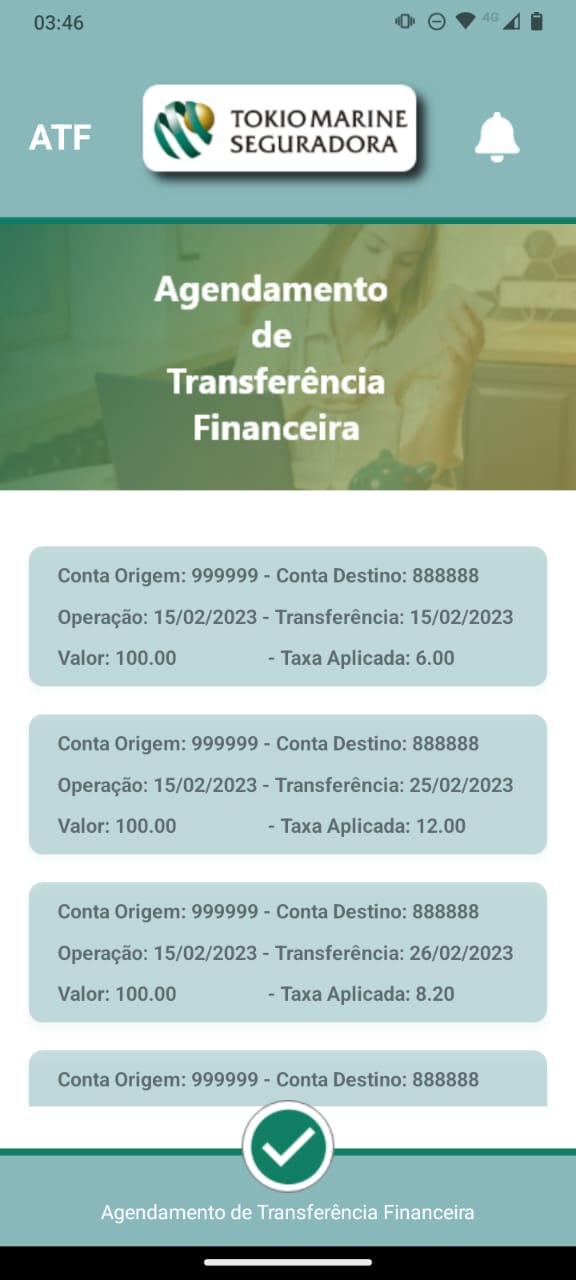 03:46
4G
ATF
TOKIO MARINE
SEGURADORA
Agendamento
de
Transferência
Financeira
Conta Origem: 999999 - Conta Destino: 888888
Operação: 15/02/2023 - Transferência: 15/02/2023
Valor: 100.00 - Taxa Aplicada: 6.00
Conta Origem: 999999 - Conta Destino: 888888
Operação: 15/02/2023 - Transferência: 25/02/2023
Valor: 100.00 - Taxa Aplicada: 12.00
Conta Origem: 999999 - Conta Destino: 888888
Operação: 15/02/2023 - Transferência: 26/02/2023
Valor: 100.00 - Taxa Aplicada: 8.20
Conta Origem: 999999 - Conta Destino: 888888
Agendamento de Transferência Financeira